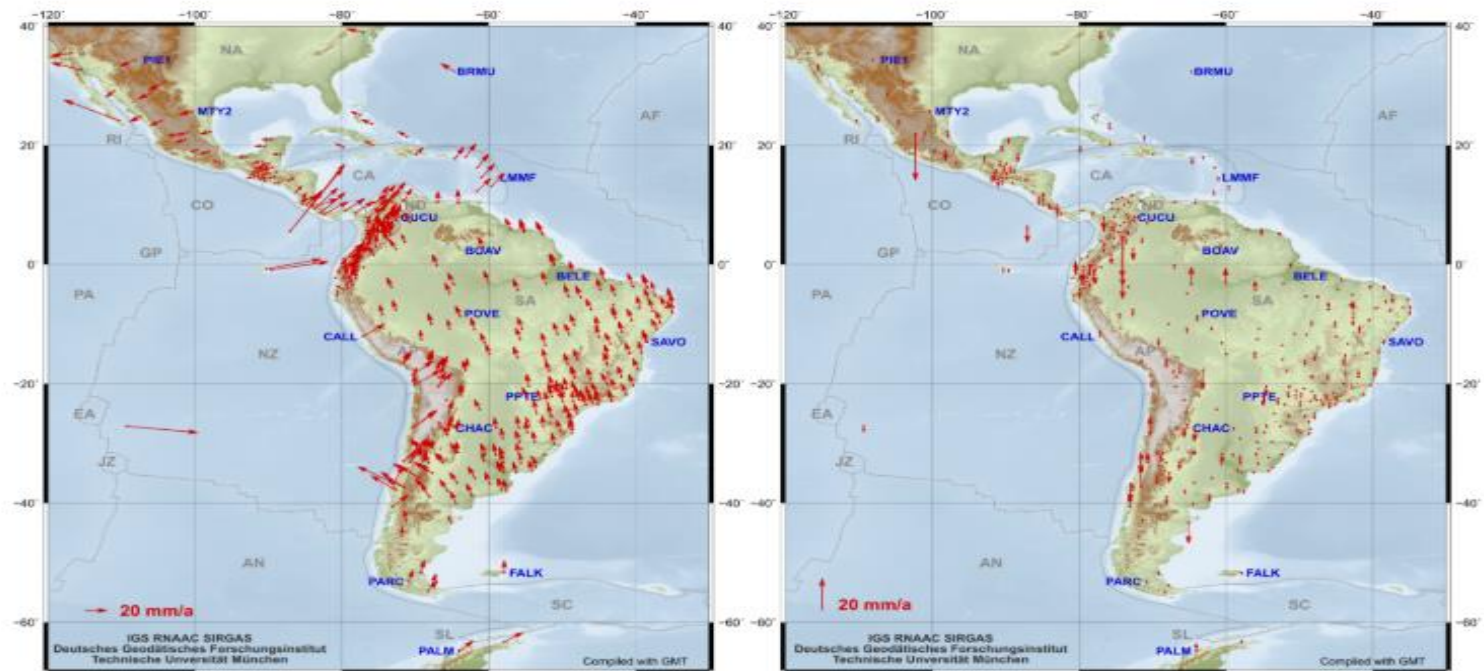 -120° -100° -80° -60° -40°
40° 40°
NA
PIE1
BRMU
MTY2
AF
RI
20° 20°
CA
LMMF
CO
ND
CUCU
GP
BOAV
0° 0°
BELE
PA
SA
POVE
CALL
SAVO
NZ
AP
-20° -20°
PPTE
EA
CHAC
JZ
-40° -40°
AN
PARC
FALK
20 mm/a
SC
-60° -60°
IGS RNAAC SIRGAS
SL
Deutsches Geodätisches Forschungsinstitut
PALM
Technische Unversität München
Compiled with GMT
-120° -100° -80° -60° -40°
40° 40°
NA
PIE1
BRMU
MTY2
AF
RI
20° 20°
CA
LMMF
CO
ND
CUCU
GP
BOAV
0° 0°
BELE
PA
SA
POVE
CALL
SAVO
NZ
AP
-20° -20°
PPTE
EA
CHAC
JZ
-40° -40°
AN
PARC
FALK
20 mm/a
SC
-60° -60°
IGS RNAAC SIRGAS
SL
Deutsches Geodätisches Forschungsinstitut
PALM
Technische Unversität München
Compiled with GMT